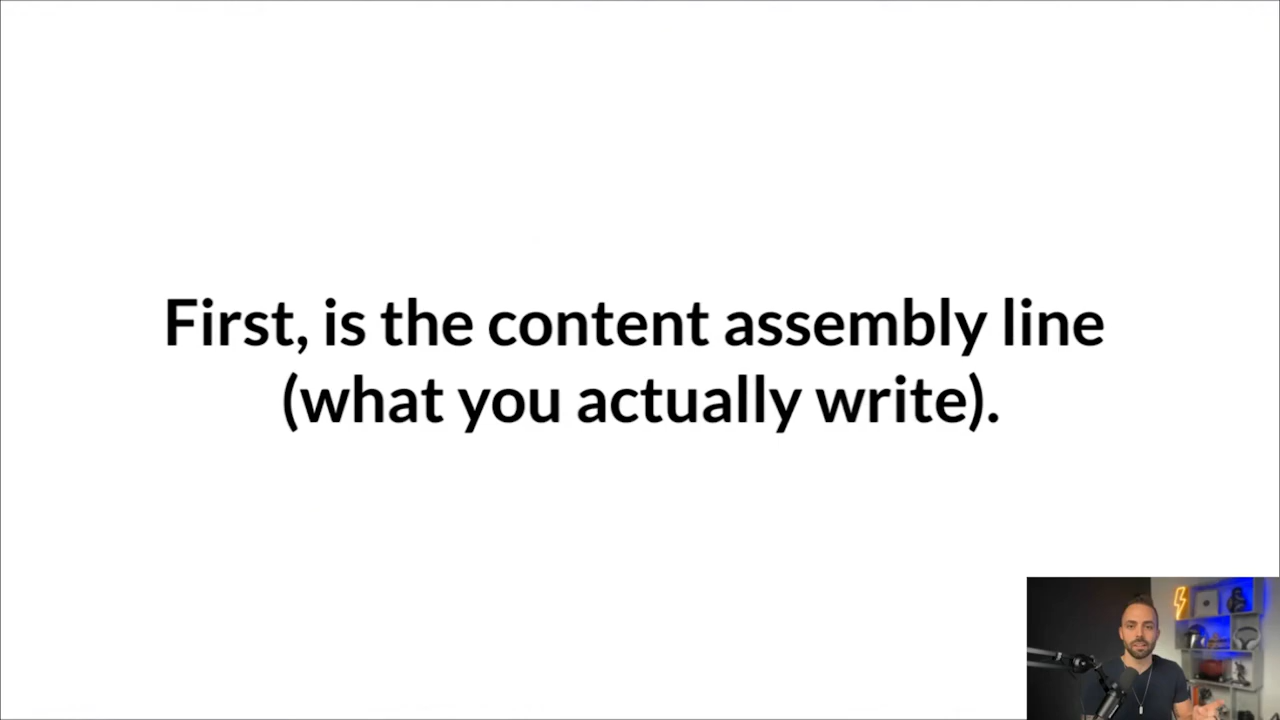 First, is the content assembly line
(what you actually write).